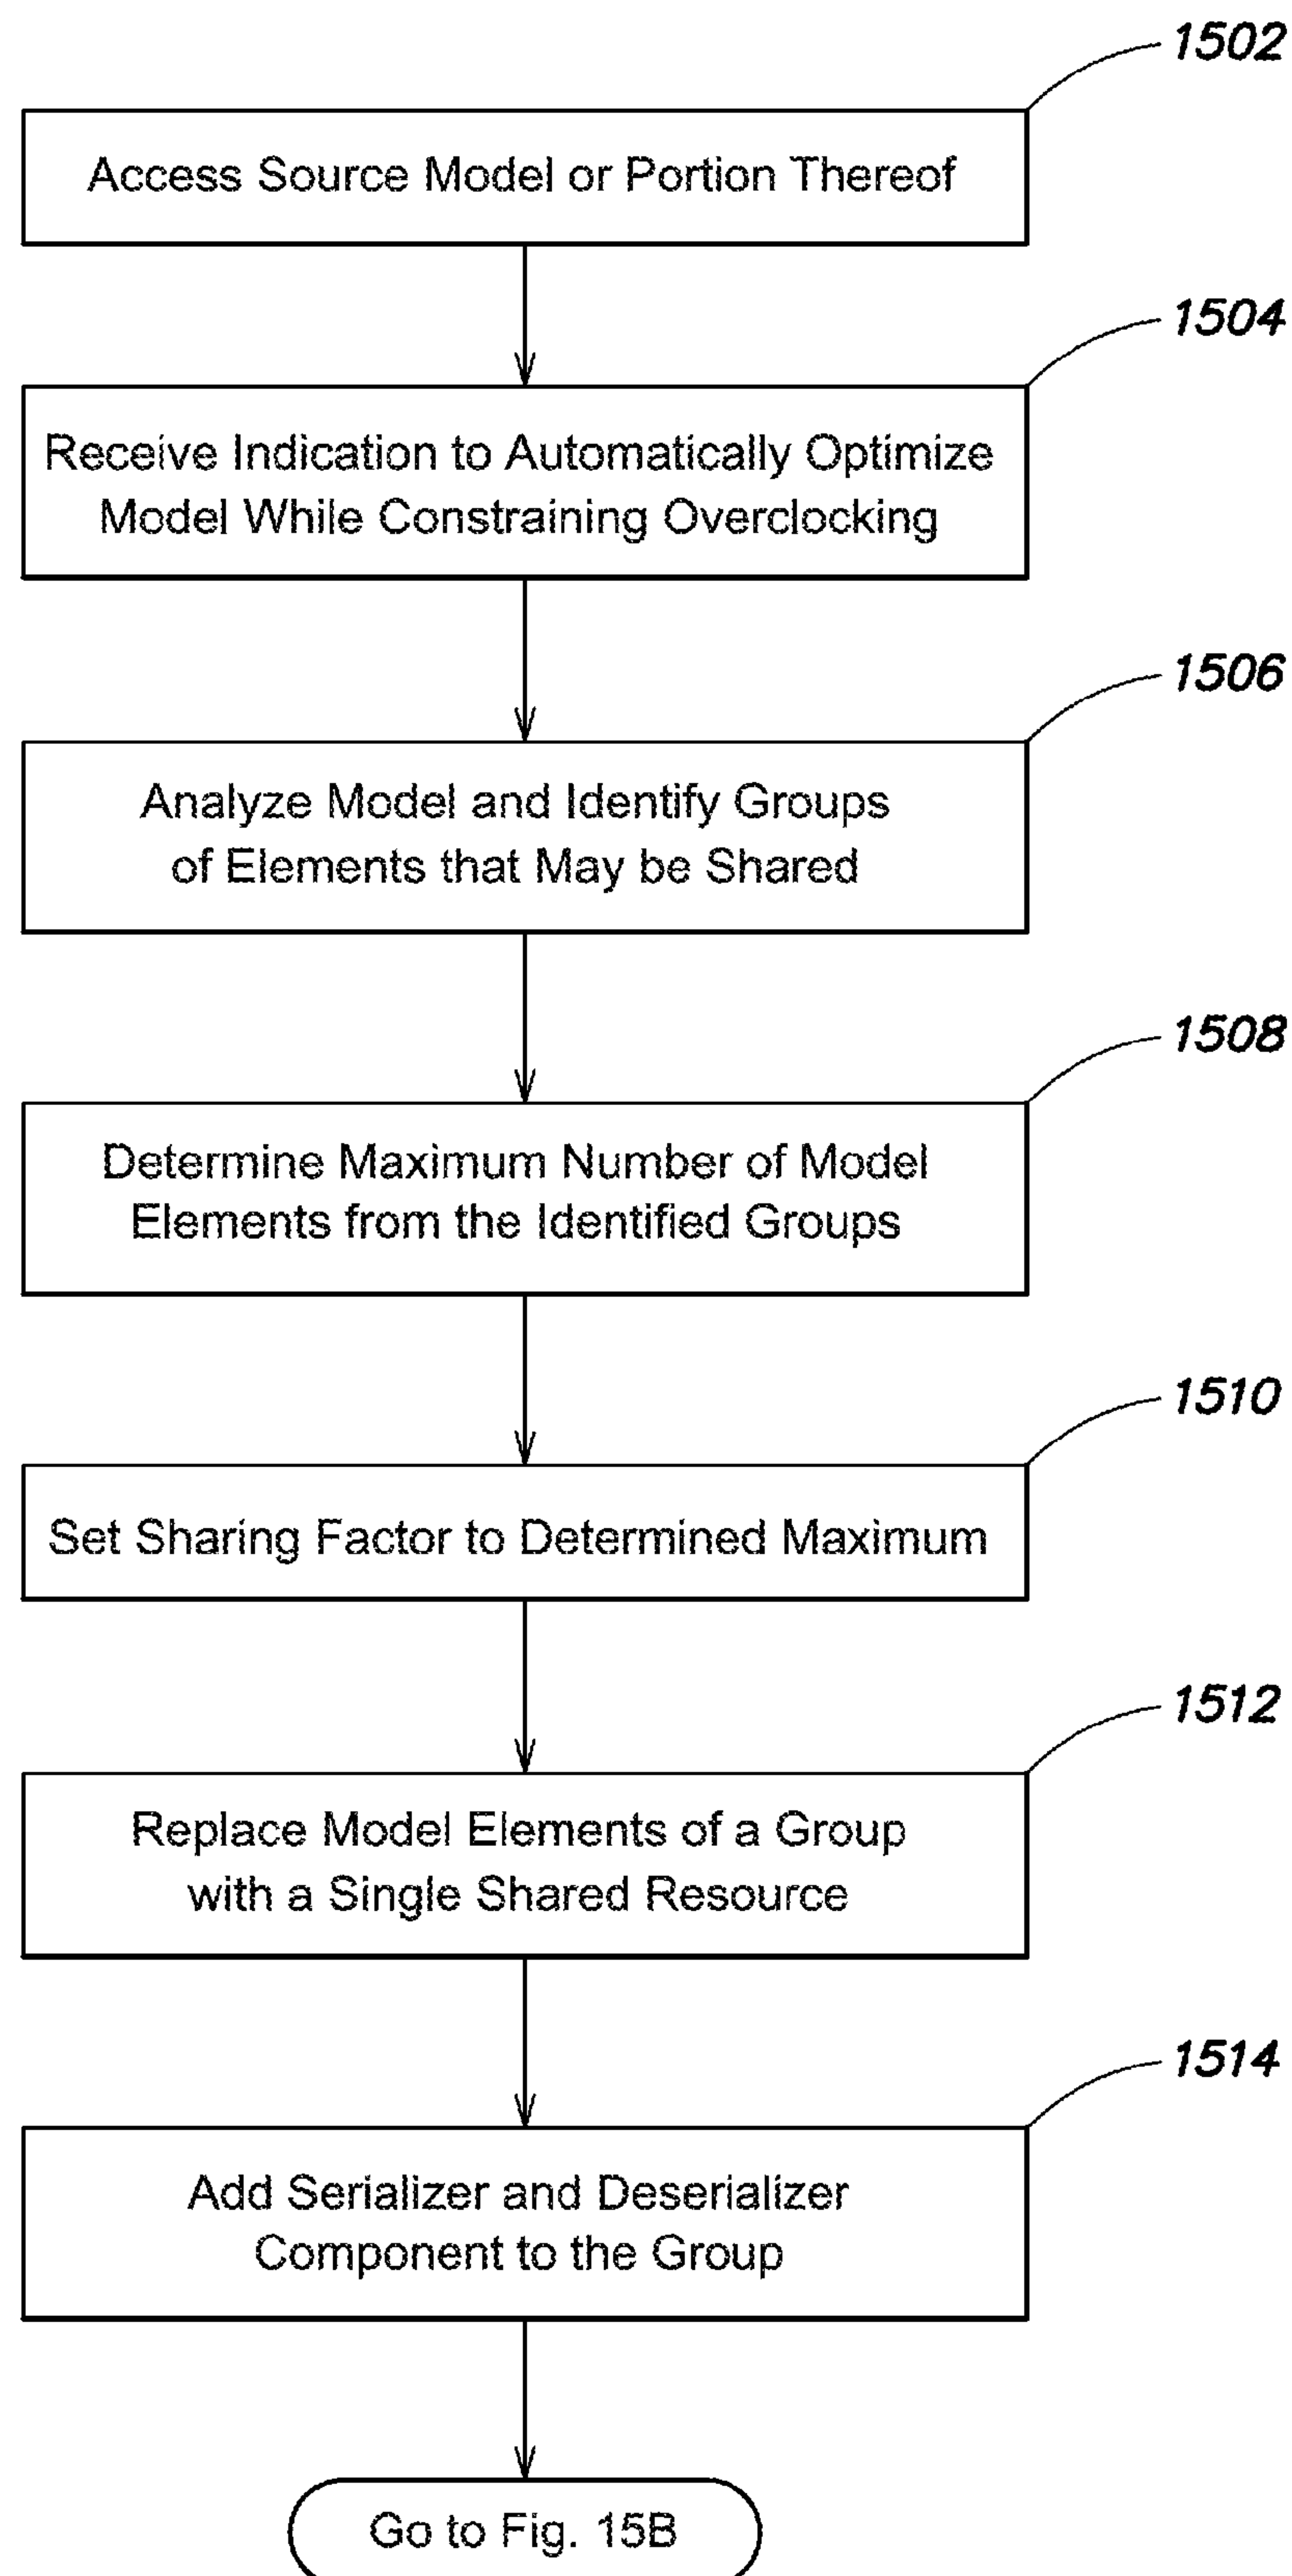 1502
Access Source Model or Portion Thereof
1504
Receive Indication to Automatically Optimize
Model While Constraining Overclocking
1506
Analyze Model and Identify Groups
of Elements that May be Shared
1508
Determine Maximum Number of Model
Elements from the Identified Groups
1510
Set Sharing Factor to Determined Maximum
1512
Replace Model Elements of a Group
with a Single Shared Resource
1514
Add Serializer and Deserializer
Component to the Group
Go to Fig. 15B